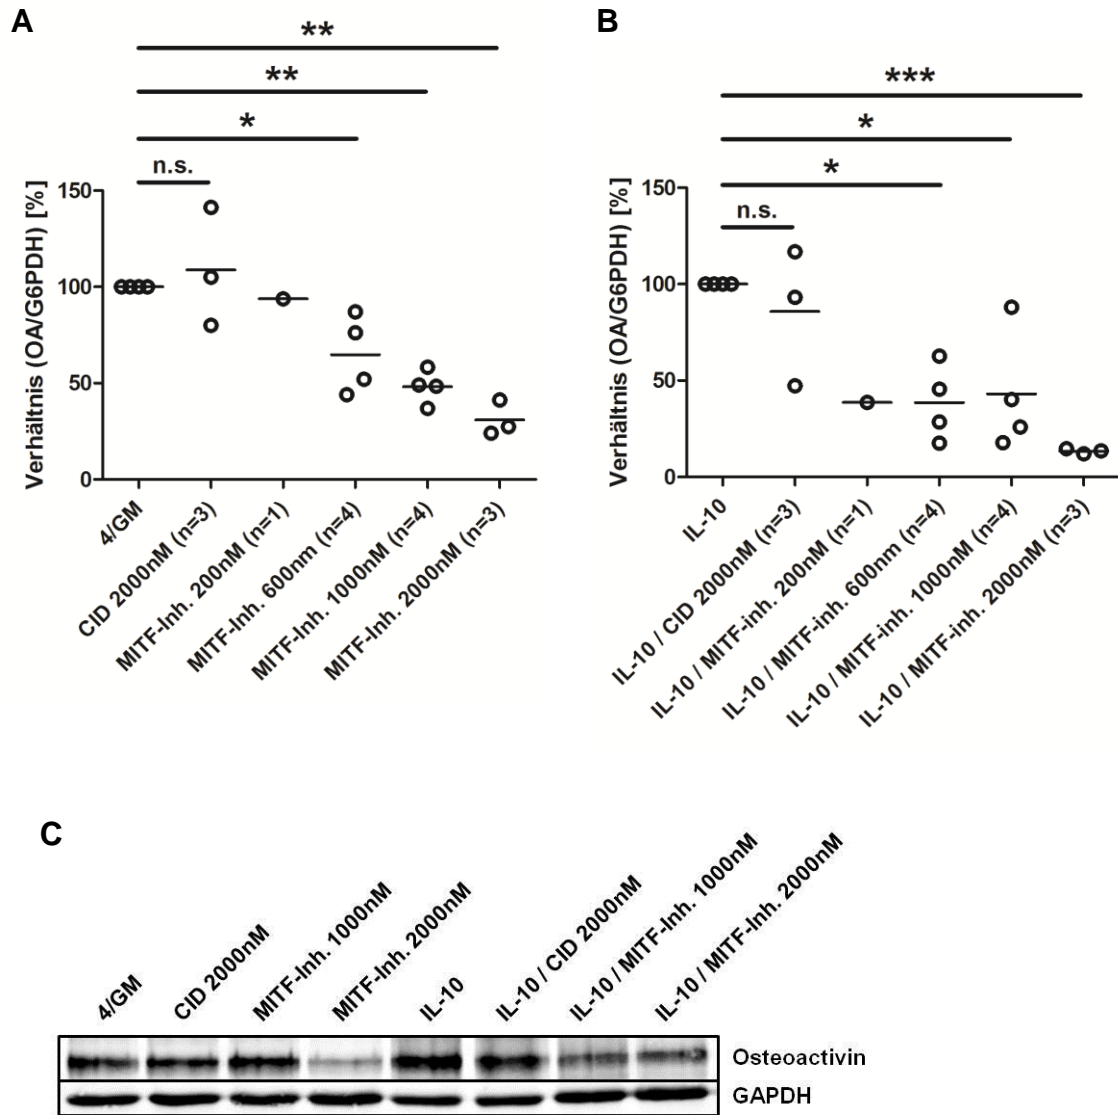 A
**
**
*
n.s.
Verhältnis (OA/G6PDH) [%]
150
100
50
0
4/GM
CID 2000nM (n=3)
MITF-Inh. 200nM (n=1)
MITF-Inh. 600nm (n=4)
MITF-Inh. 1000nM (n=4)
MITF-Inh. 2000nM (n=3)
B
***
*
*
n.s.
Verhältnis (OA/G6PDH) [%]
150
100
50
0
IL-10
IL-10 / CID 2000nM (n=3)
IL-10 / MITF-inh. 200nM (n=1)
IL-10 / MITF-inh. 600nm (n=4)
IL-10 / MITF-inh. 1000nM (n=4)
IL-10 / MITF-inh. 2000nM (n=3)
C
4/GM
CID 2000nM
MITF-Inh. 1000nM
MITF-Inh. 2000nM
IL-10
IL-10 / CID 2000nM
IL-10 / MITF-Inh. 1000nM
IL-10 / MITF-Inh. 2000nM
Osteoactivin
GAPDH